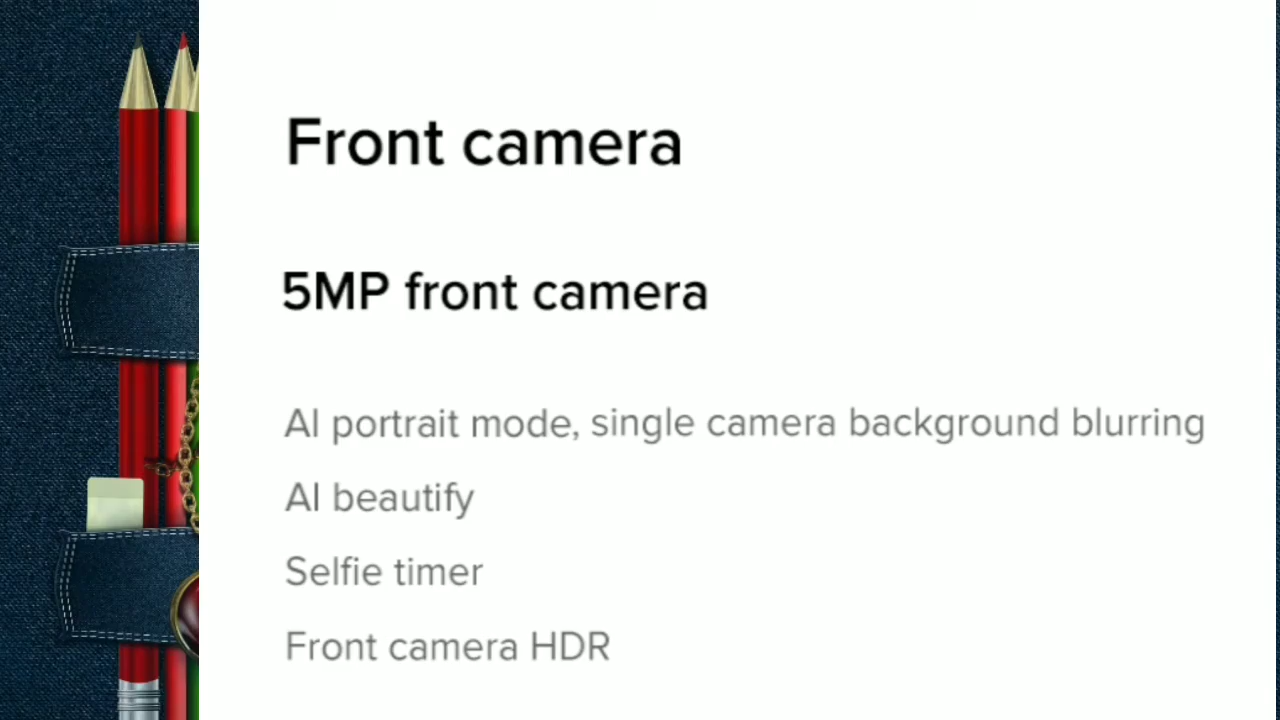 Front camera
5MP front camera
AI portrait mode, single camera background blurring
AI beautify
Selfie timer
Front camera HDR